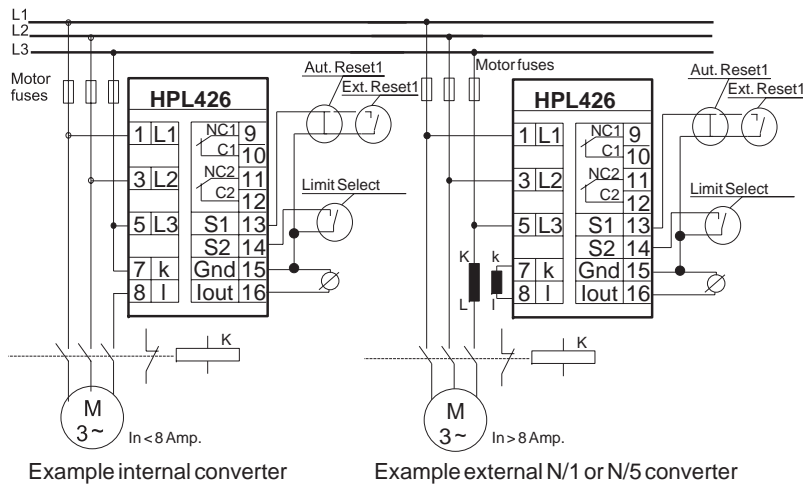 L1
L2
L3
Motor
fuses
HPL426
1 L1
3 L2
5 L3
7 k
8 l
NC1 9
C1 10
NC2 11
C2 12
S1 13
S2 14
Gnd 15
Iout 16
Aut. Reset1
Ext. Reset1
Limit Select
K
M
3~
In < 8 Amp.
Example internal converter
Motor fuses
HPL426
1 L1
3 L2
5 L3
7 k
8 l
NC1 9
C1 10
NC2 11
C2 12
S1 13
S2 14
Gnd 15
Iout 16
Aut. Reset1
Ext. Reset1
Limit Select
K k
L l
K
M
3~
In > 8 Amp.
Example external N/1 or N/5 converter